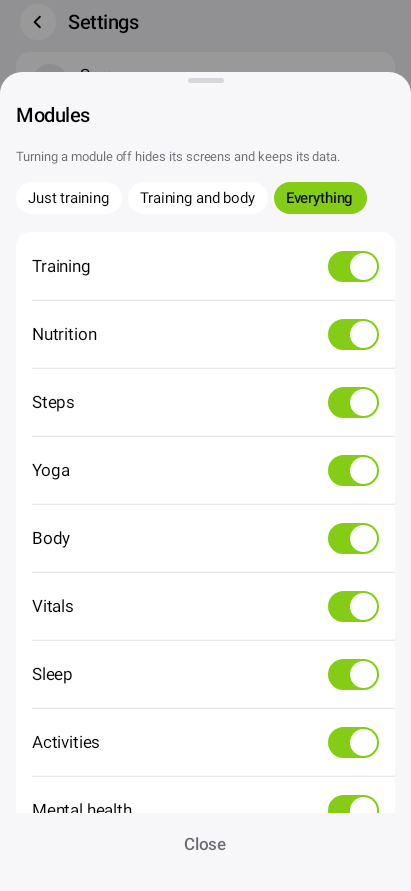 Settings
Modules
Turning a module off hides its screens and keeps its data.
Just training
Training and body
Everything
Training
Nutrition
Steps
Yoga
Body
Vitals
Sleep
Activities
Mental health
Close